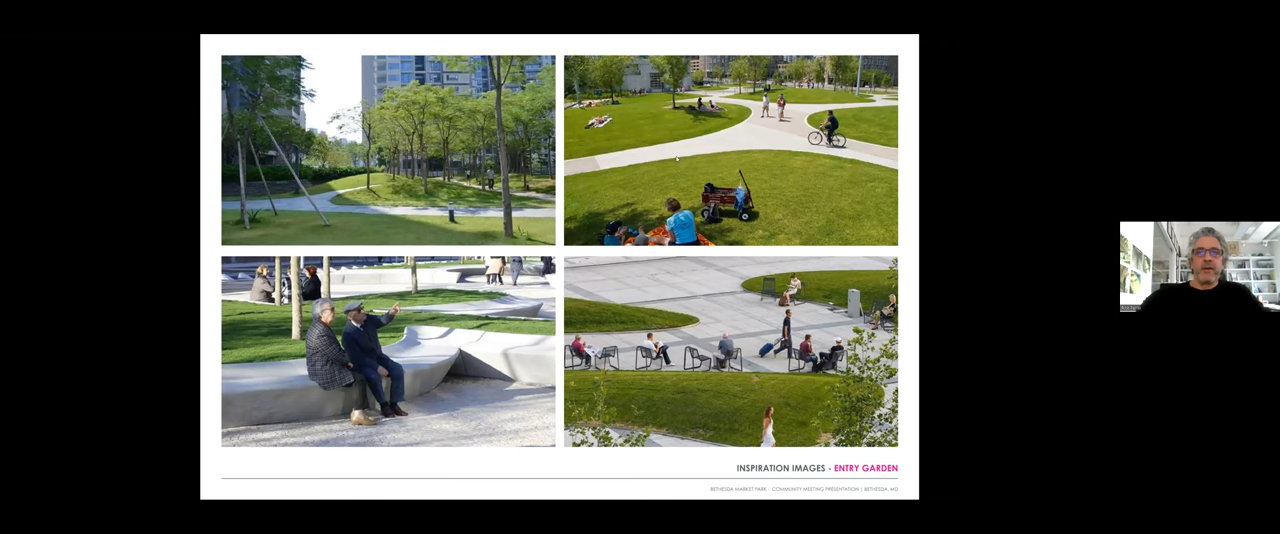 INSPIRATION IMAGES - ENTRY GARDEN
BETHESDA MARKET PARK - COMMUNITY MEETING PRESENTATION | BETHESDA, MD